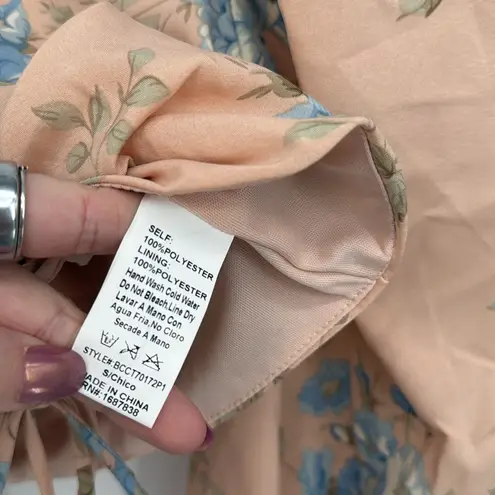 SELF:
100%POLYESTER
LINING:
100%POLYESTER
Hand Wash Cold Water
Do Not Bleach,Line Dry
Lavar A Mano Con
Agua Fria,No Cloro
Secade A Mano
STYLE#:BCCT70172P1
S/Chico
MADE IN CHINA
RN#:1687838